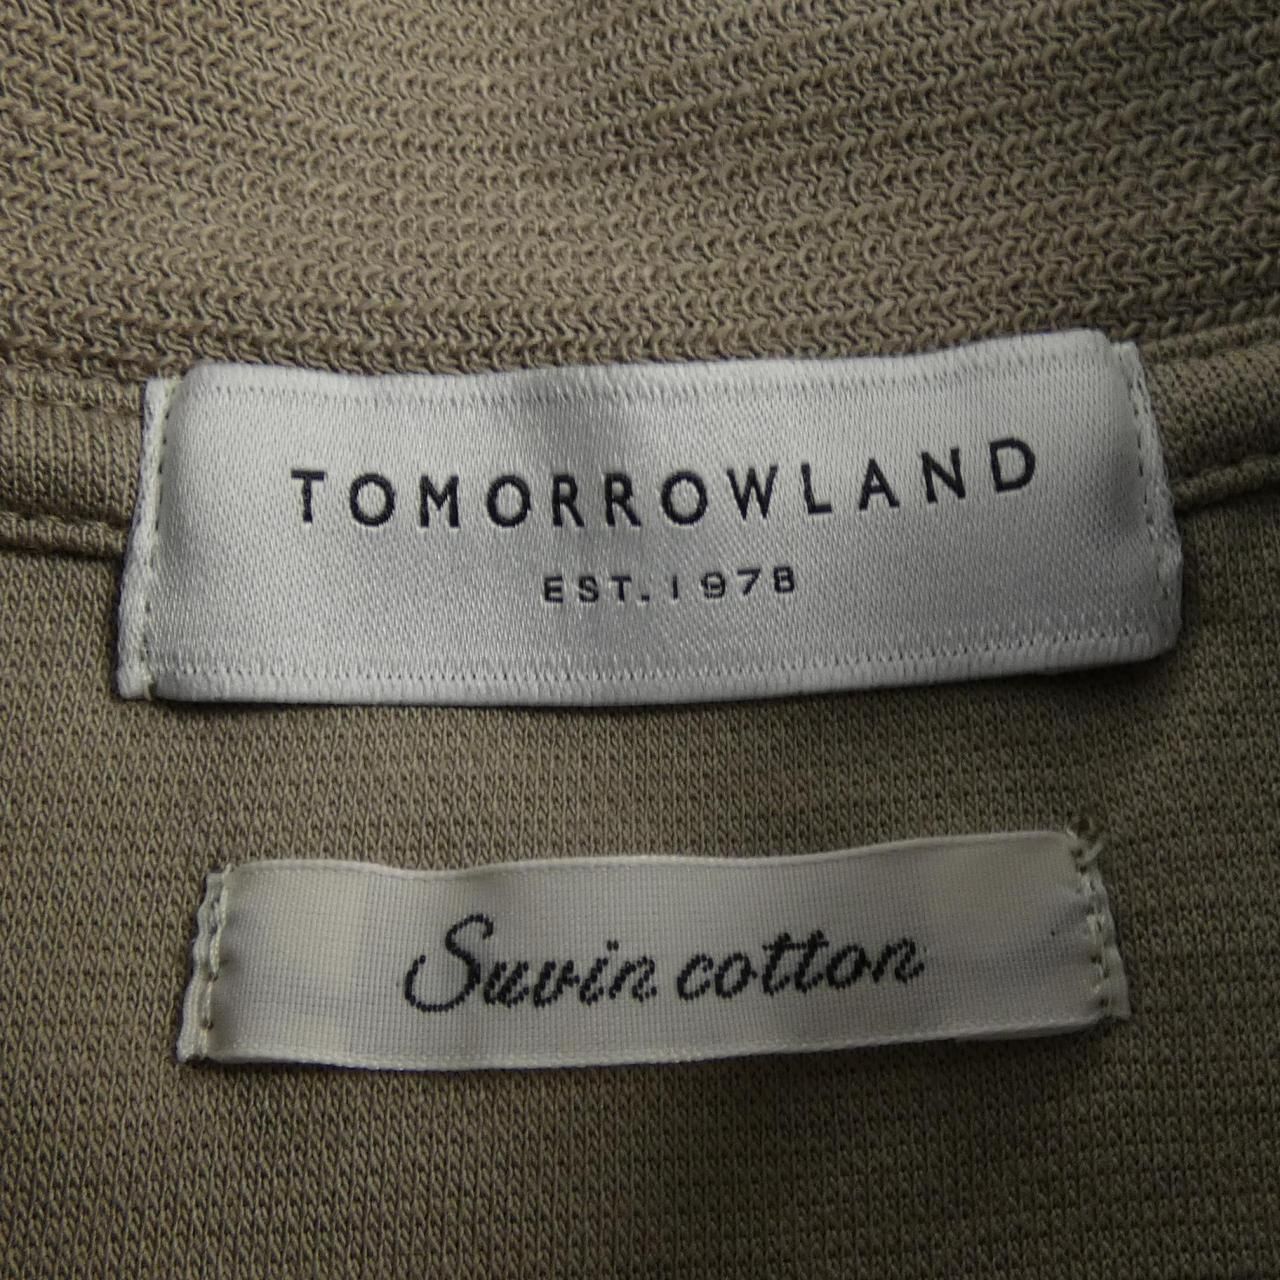 TOMORROWLAND
EST. 1978
Suvin cotton